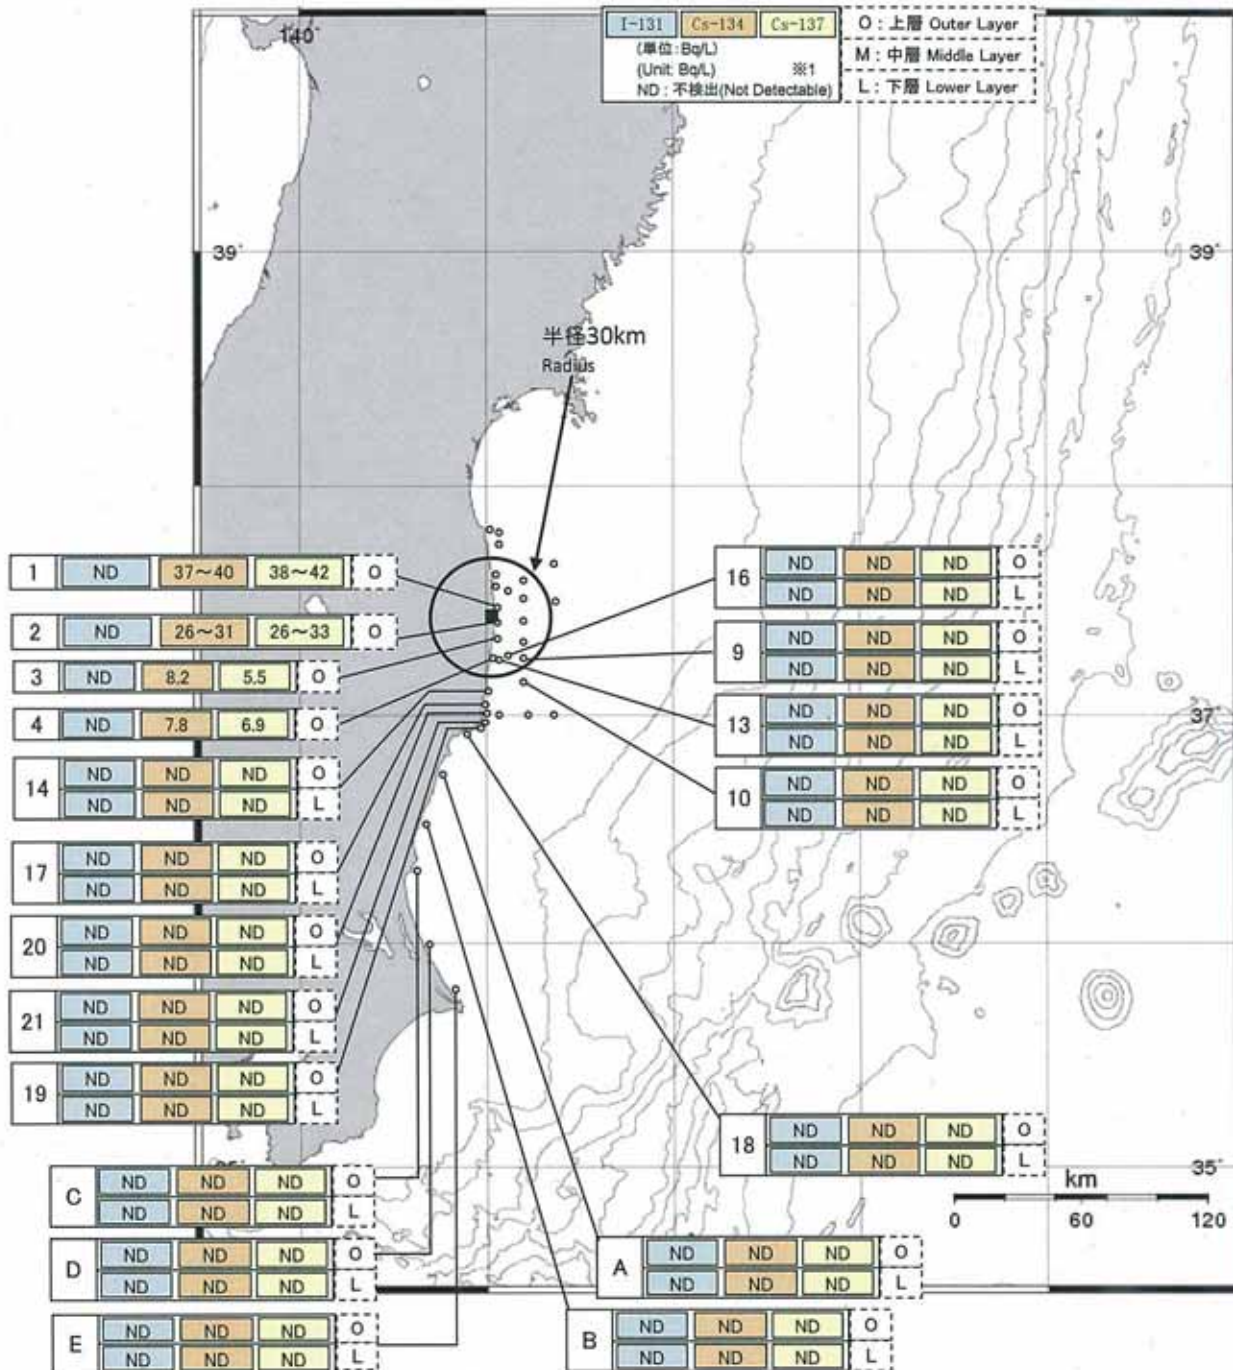 I-131 Cs-134 Cs-137
(単位:Bq/L)
(Unit: Bq/L) ※1
ND : 不検出(Not Detectable)
O : 上層 Outer Layer
M : 中層 Middle Layer
L : 下層 Lower Layer
140°
39° 39°
半径30km
Radius
1 ND 37～40 38～42 O
2 ND 26～31 26～33 O
3 ND 8.2 5.5 O
4 ND 7.8 6.9 O
14 ND ND ND O
ND ND ND L
17 ND ND ND O
ND ND ND L
20 ND ND ND O
ND ND ND L
21 ND ND ND O
ND ND ND L
19 ND ND ND O
ND ND ND L
16 ND ND ND O
ND ND ND L
9 ND ND ND O
ND ND ND L
13 ND ND ND O
ND ND ND L
10 ND ND ND O
ND ND ND L
37°
18 ND ND ND O
ND ND ND L
35°
km
0 60 120
C ND ND ND O
ND ND ND L
D ND ND ND O
ND ND ND L
E ND ND ND O
ND ND ND L
A ND ND ND O
ND ND ND L
B ND ND ND O
ND ND ND L